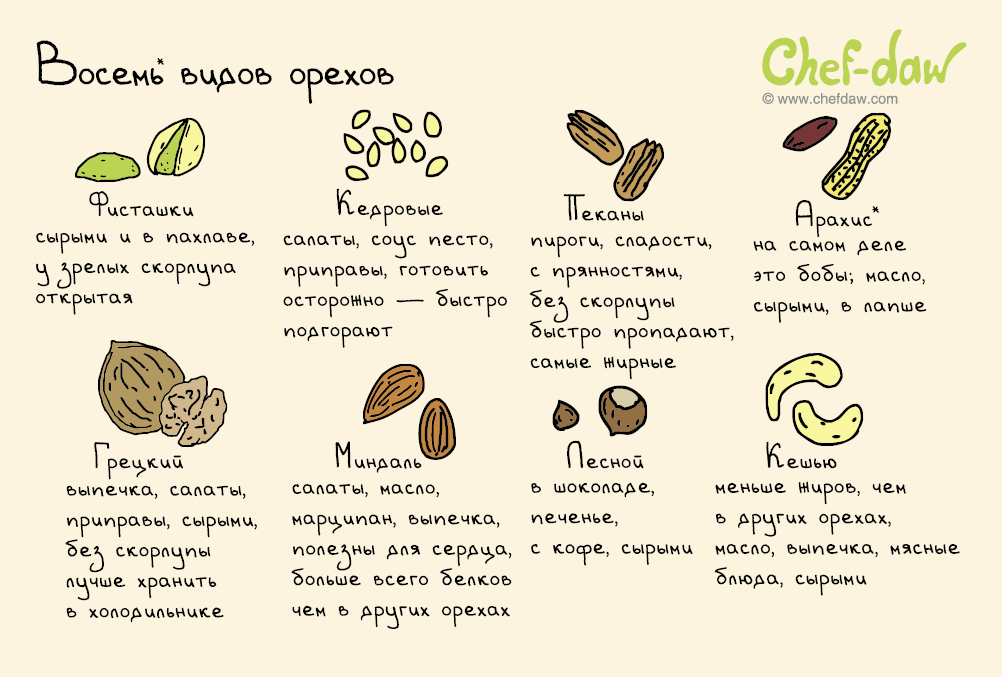 Восемь* видов орехов
Chef-daw
© www.chefdaw.com
Фисташки
сырыми и в пахлаве,
у зрелых скорлупа
открытая
Кедровые
салаты, соус песто,
приправы, готовить
осторожно — быстро
подгорают
Пеканы
пироги, сладости,
с пряностями,
без скорлупы
быстро пропадают,
самые жирные
Арахис*
на самом деле
это бобы; масло,
сырыми, в лапше
Грецкий
выпечка, салаты,
приправы, сырыми,
без скорлупы
лучше хранить
в холодильнике
Миндаль
салаты, масло,
марципан, выпечка,
полезны для сердца,
больше всего белков
чем в других орехах
Лесной
в шоколаде,
печенье,
с кофе, сырыми
Кешью
меньше жиров, чем
в других орехах,
масло, выпечка, мясные
блюда, сырыми